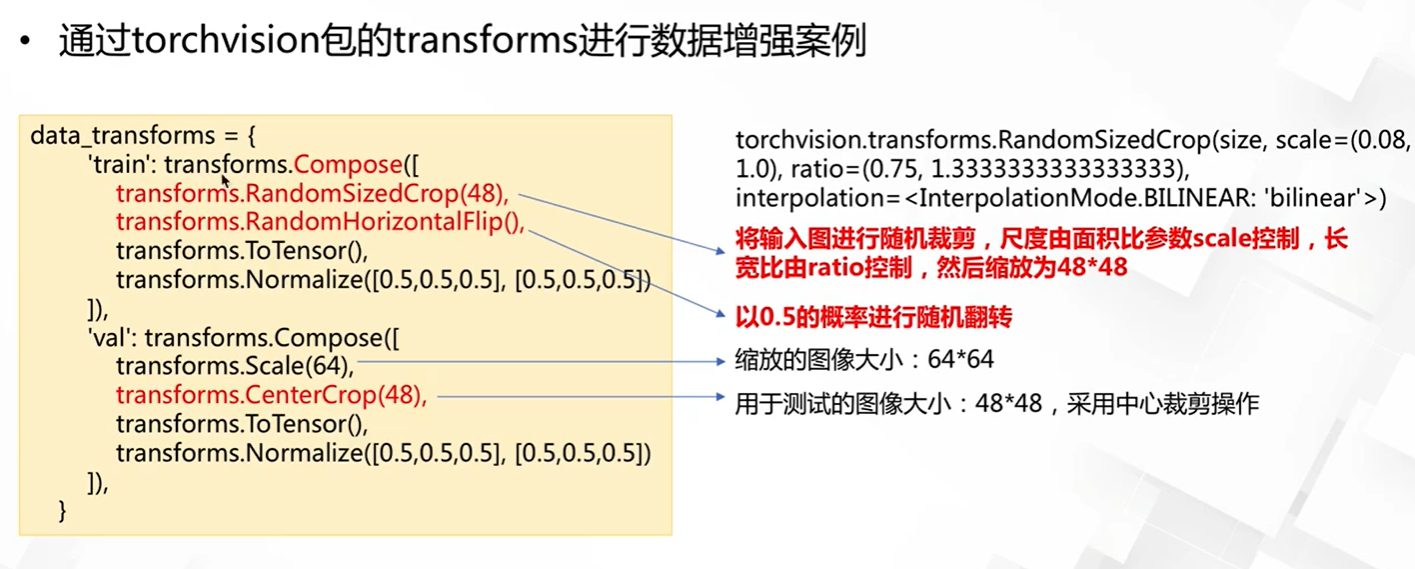 • 通过torchvision包的transforms进行数据增强案例
data_transforms = {
'train': transforms.Compose([
transforms.RandomSizedCrop(48),
transforms.RandomHorizontalFlip(),
transforms.ToTensor(),
transforms.Normalize([0.5,0.5,0.5], [0.5,0.5,0.5])
]),
'val': transforms.Compose([
transforms.Scale(64),
transforms.CenterCrop(48),
transforms.ToTensor(),
transforms.Normalize([0.5,0.5,0.5], [0.5,0.5,0.5])
]),
}
torchvision.transforms.RandomSizedCrop(size, scale=(0.08,
1.0), ratio=(0.75, 1.3333333333333333),
interpolation=<InterpolationMode.BILINEAR: 'bilinear'>)
将输入图进行随机裁剪，尺度由面积比参数scale控制，长
宽比由ratio控制，然后缩放为48*48
以0.5的概率进行随机翻转
缩放的图像大小：64*64
用于测试的图像大小：48*48，采用中心裁剪操作